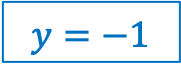 y = −1